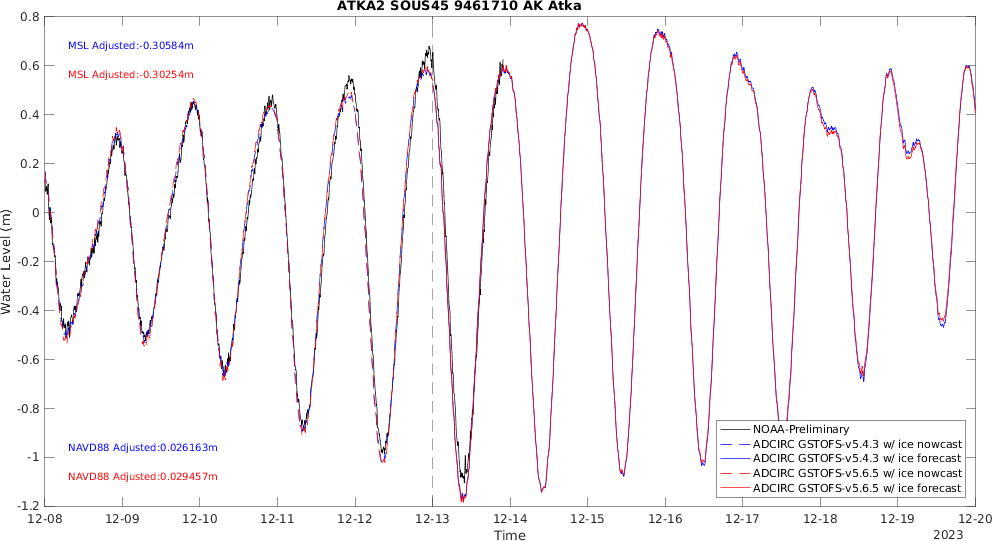 ATKA2 SOUS45 9461710 AK Atka
0.8
0.6
0.4
0.2
0
-0.2
-0.4
-0.6
-0.8
-1
-1.2
Water Level (m)
MSL Adjusted:-0.30584m
MSL Adjusted:-0.30254m
NAVD88 Adjusted:0.026163m
NAVD88 Adjusted:0.029457m
NOAA-Preliminary
ADCIRC GSTOFS-v5.4.3 w/ ice nowcast
ADCIRC GSTOFS-v5.4.3 w/ ice forecast
ADCIRC GSTOFS-v5.6.5 w/ ice nowcast
ADCIRC GSTOFS-v5.6.5 w/ ice forecast
12-08 12-09 12-10 12-11 12-12 12-13 12-14 12-15 12-16 12-17 12-18 12-19 12-20
Time
2023